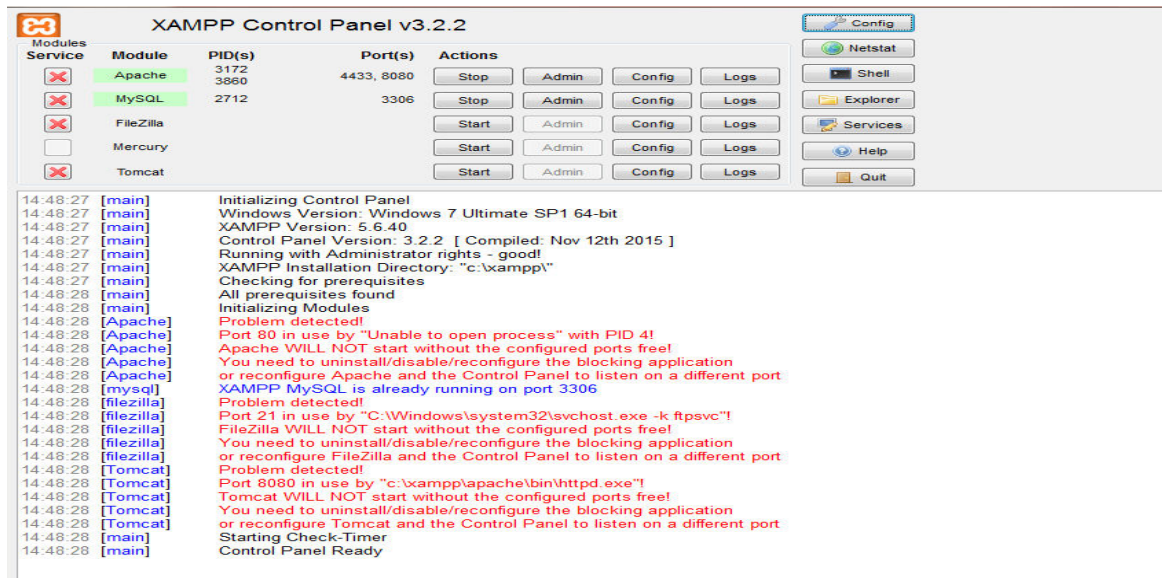 XAMPP Control Panel v3.2.2
Config
Modules
Service Module PID(s) Port(s) Actions
Netstat
Apache 3172 3860 4433, 8080 Stop Admin Config Logs
Shell
MySQL 2712 3306 Stop Admin Config Logs
Explorer
FileZilla Start Admin Config Logs
Services
Mercury Start Admin Config Logs
Help
Tomcat Start Admin Config Logs
Quit
14:48:27 [main] Initializing Control Panel
14:48:27 [main] Windows Version: Windows 7 Ultimate SP1 64-bit
14:48:27 [main] XAMPP Version: 5.6.40
14:48:27 [main] Control Panel Version: 3.2.2 [ Compiled: Nov 12th 2015 ]
14:48:27 [main] Running with Administrator rights - good!
14:48:27 [main] XAMPP Installation Directory: "c:\xampp\"
14:48:27 [main] Checking for prerequisites
14:48:28 [main] All prerequisites found
14:48:28 [main] Initializing Modules
14:48:28 [Apache] Problem detected!
14:48:28 [Apache] Port 80 in use by "Unable to open process" with PID 4!
14:48:28 [Apache] Apache WILL NOT start without the configured ports free!
14:48:28 [Apache] You need to uninstall/disable/reconfigure the blocking application
14:48:28 [Apache] or reconfigure Apache and the Control Panel to listen on a different port
14:48:28 [mysql] XAMPP MySQL is already running on port 3306
14:48:28 [filezilla] Problem detected!
14:48:28 [filezilla] Port 21 in use by "C:\Windows\system32\svchost.exe -k ftpsvc"!
14:48:28 [filezilla] FileZilla WILL NOT start without the configured ports free!
14:48:28 [filezilla] You need to uninstall/disable/reconfigure the blocking application
14:48:28 [filezilla] or reconfigure FileZilla and the Control Panel to listen on a different port
14:48:28 [Tomcat] Problem detected!
14:48:28 [Tomcat] Port 8080 in use by "c:\xampp\apache\bin\httpd.exe"!
14:48:28 [Tomcat] Tomcat WILL NOT start without the configured ports free!
14:48:28 [Tomcat] You need to uninstall/disable/reconfigure the blocking application
14:48:28 [Tomcat] or reconfigure Tomcat and the Control Panel to listen on a different port
14:48:28 [main] Starting Check-Timer
14:48:28 [main] Control Panel Ready